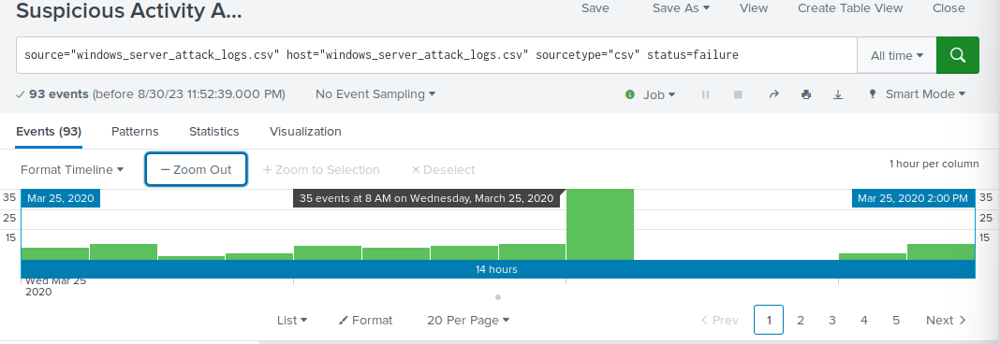 Suspicious Activity A...
Save Save As View Create Table View Close
source="windows_server_attack_logs.csv" host="windows_server_attack_logs.csv" sourcetype="csv" status=failure
All time
93 events (before 8/30/23 11:52:39.000 PM)
No Event Sampling
Job
Smart Mode
Events (93) Patterns Statistics Visualization
Format Timeline — Zoom Out + Zoom to Selection × Deselect
1 hour per column
35 Mar 25, 2020 35 events at 8 AM on Wednesday, March 25, 2020 Mar 25, 2020 2:00 PM 35
25 25
15 15
14 hours
Wed Mar 25
2020
List Format 20 Per Page
< Prev 1 2 3 4 5 Next >